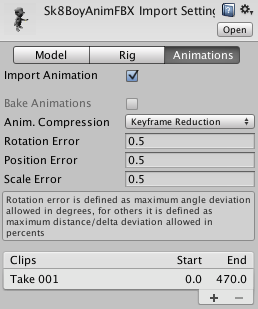 Sk8BoyAnimFBX Import Setting
Open
Model Rig Animations
Import Animation
Bake Animations
Anim. Compression Keyframe Reduction
Rotation Error 0.5
Position Error 0.5
Scale Error 0.5
Rotation error is defined as maximum angle deviation
allowed in degrees, for others it is defined as
maximum distance/delta deviation allowed in
percents
Clips Start End
Take 001 0.0 470.0
+ −